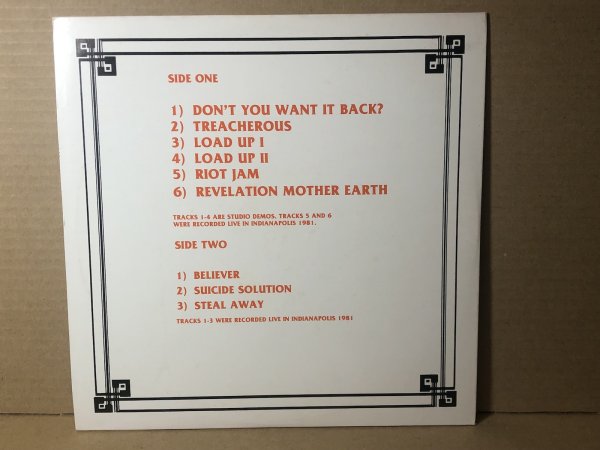 SIDE ONE
1) DON'T YOU WANT IT BACK?
2) TREACHEROUS
3) LOAD UP I
4) LOAD UP II
5) RIOT JAM
6) REVELATION MOTHER EARTH
TRACKS 1-4 ARE STUDIO DEMOS. TRACKS 5 AND 6
WERE RECORDED LIVE IN INDIANAPOLIS 1981.
SIDE TWO
1) BELIEVER
2) SUICIDE SOLUTION
3) STEAL AWAY
TRACKS 1-3 WERE RECORDED LIVE IN INDIANAPOLIS 1981